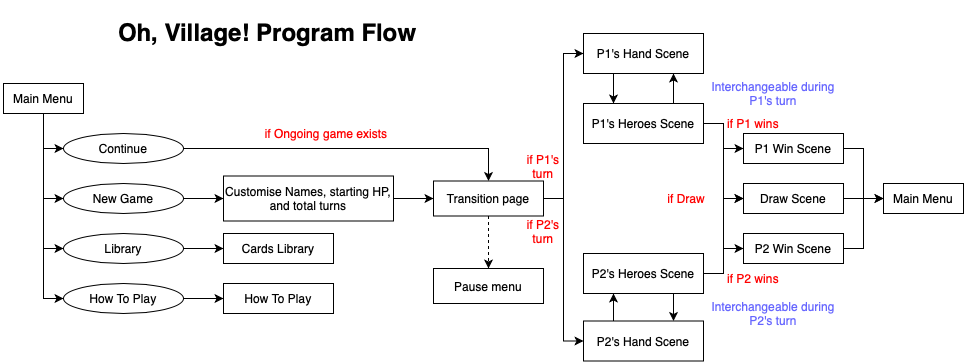 Oh, Village! Program Flow
Main Menu
Continue
New Game
Library
How To Play
if Ongoing game exists
Customise Names, starting HP,
and total turns
Cards Library
How To Play
Transition page
Pause menu
if P1's
turn
if P2's
turn
P1's Hand Scene
Interchangeable during
P1's turn
P1's Heroes Scene
if P1 wins
P1 Win Scene
if Draw
Draw Scene
Main Menu
P2 Win Scene
P2's Heroes Scene
if P2 wins
Interchangeable during
P2's turn
P2's Hand Scene